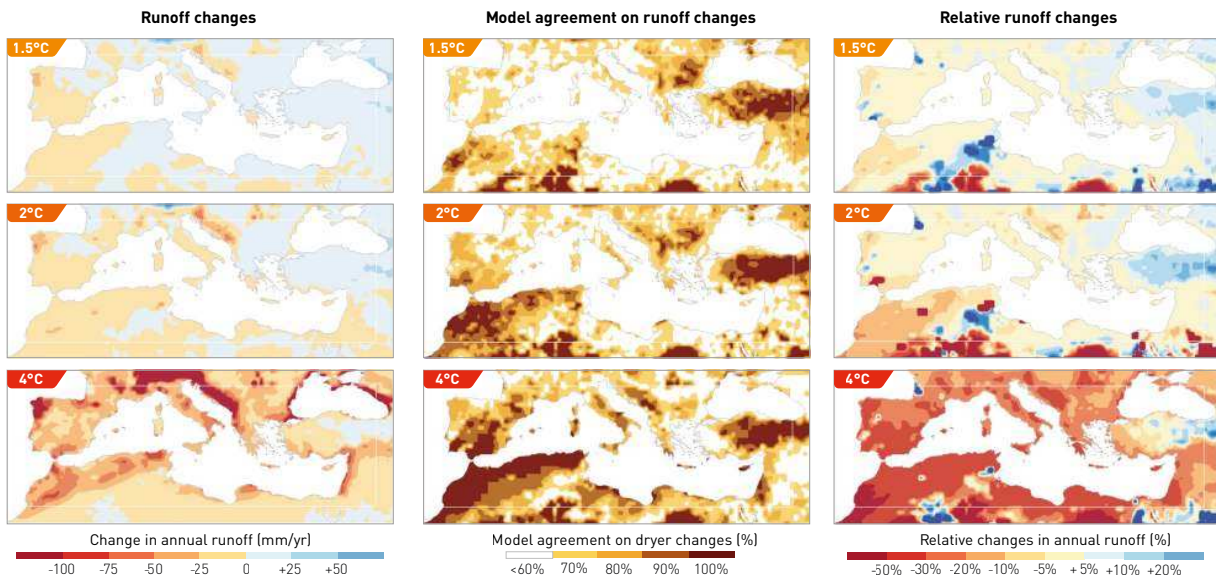 Runoff changes
Model agreement on runoff changes
Relative runoff changes
1.5°C
1.5°C
1.5°C
2°C
2°C
2°C
4°C
4°C
4°C
Change in annual runoff (mm/yr)
-100 -75 -50 -25 0 +25 +50
Model agreement on dryer changes (%)
<60% 70% 80% 90% 100%
Relative changes in annual runoff (%)
-50% -30% -20% -10% -5% +5% +10% +20%